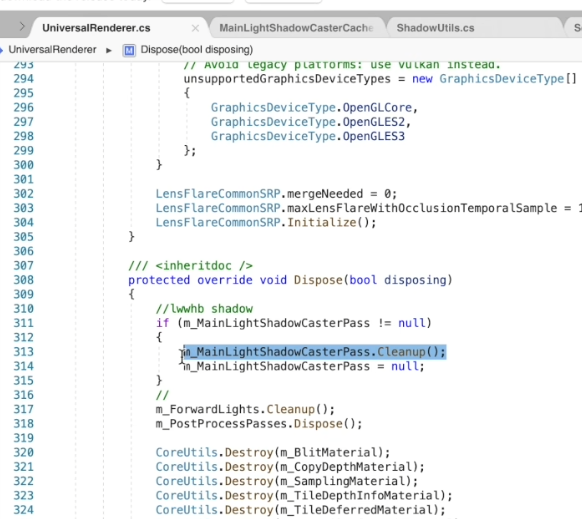 UniversalRenderer.cs
MainLightShadowCasterCache
ShadowUtils.cs
UniversalRenderer ▸ M Dispose(bool disposing)
293 // Avoid legacy platforms: use vulkan instead.
294 unsupportedGraphicsDeviceTypes = new GraphicsDeviceType[]
295 {
296 GraphicsDeviceType.OpenGLCore,
297 GraphicsDeviceType.OpenGLES2,
298 GraphicsDeviceType.OpenGLES3
299 };
300 }
301
302 LensFlareCommonSRP.mergeNeeded = 0;
303 LensFlareCommonSRP.maxLensFlareWithOcclusionTemporalSample = 1
304 LensFlareCommonSRP.Initialize();
305 }
306
307 /// <inheritdoc />
308 protected override void Dispose(bool disposing)
309 {
310 //lwwhb shadow
311 if (m_MainLightShadowCasterPass != null)
312 {
313 m_MainLightShadowCasterPass.Cleanup();
314 m_MainLightShadowCasterPass = null;
315 }
316 //
317 m_ForwardLights.Cleanup();
318 m_PostProcessPasses.Dispose();
319
320 CoreUtils.Destroy(m_BlitMaterial);
321 CoreUtils.Destroy(m_CopyDepthMaterial);
322 CoreUtils.Destroy(m_SamplingMaterial);
323 CoreUtils.Destroy(m_TileDepthInfoMaterial);
324 CoreUtils.Destroy(m_TileDeferredMaterial);